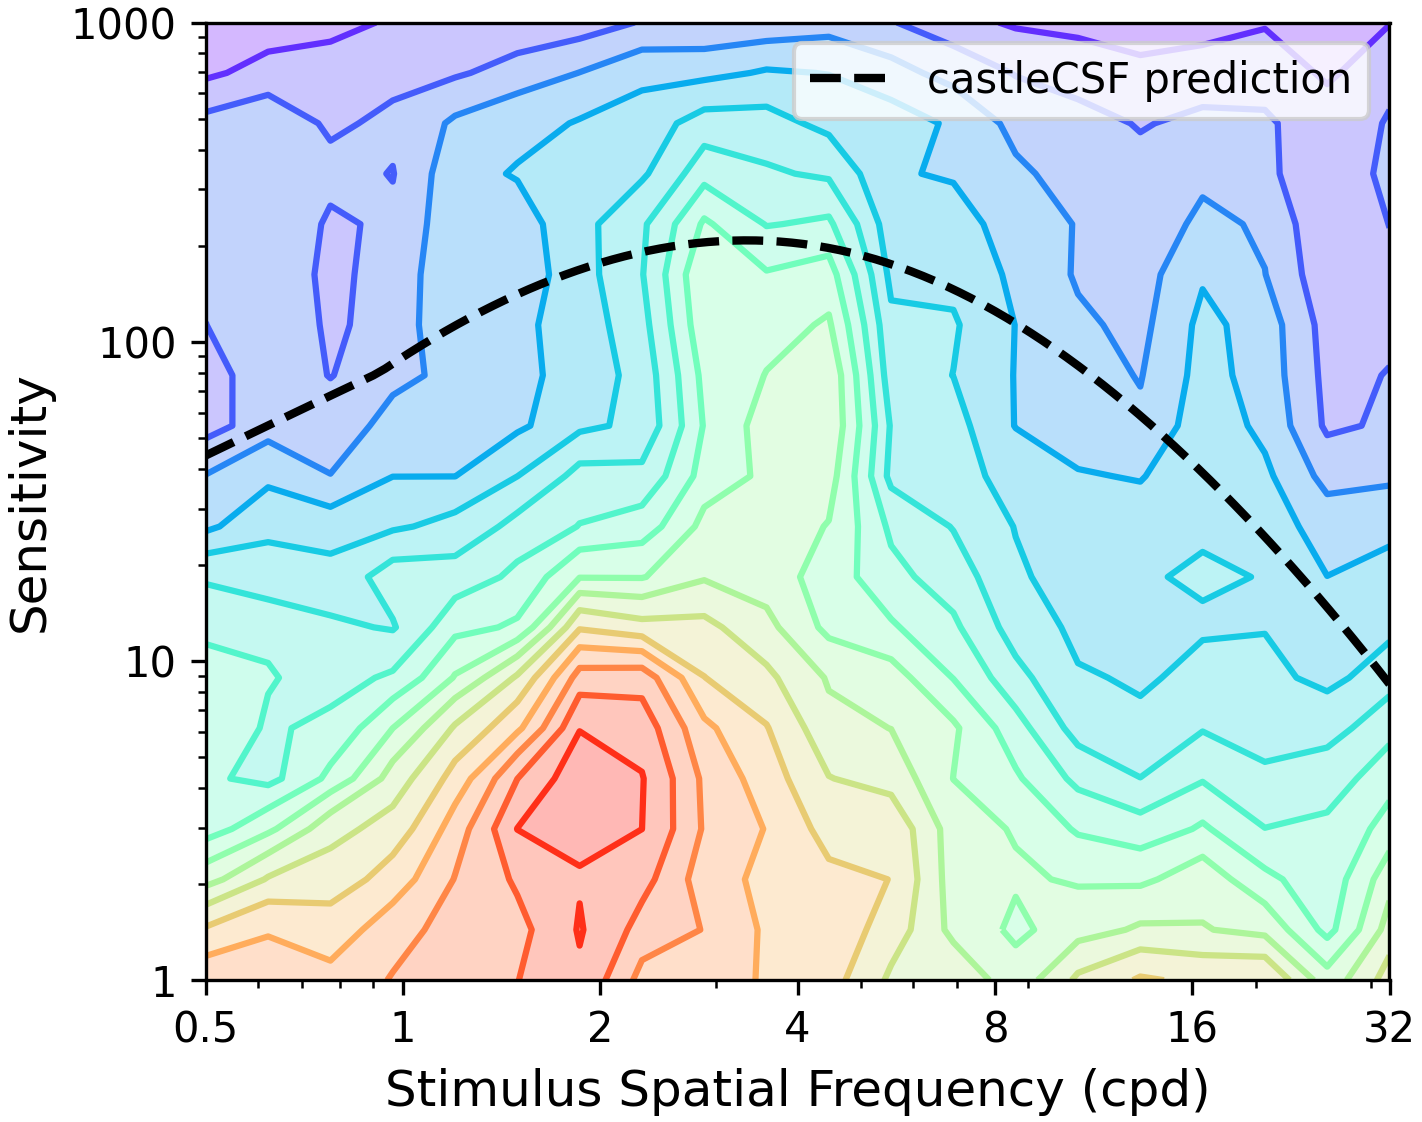 1000
100
10
1
Sensitivity
castleCSF prediction
0.5 1 2 4 8 16 32
Stimulus Spatial Frequency (cpd)